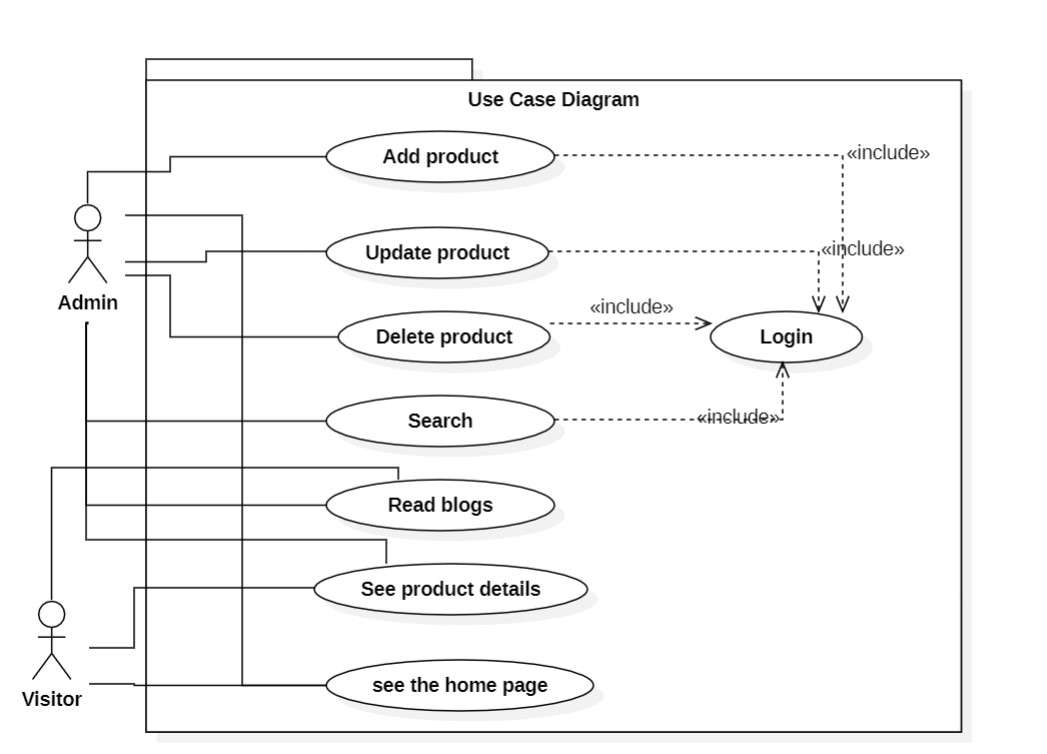 Use Case Diagram
Add product
«include»
Update product
«include»
Admin
«include»
Delete product
Login
Search
«include»
Read blogs
See product details
see the home page
Visitor